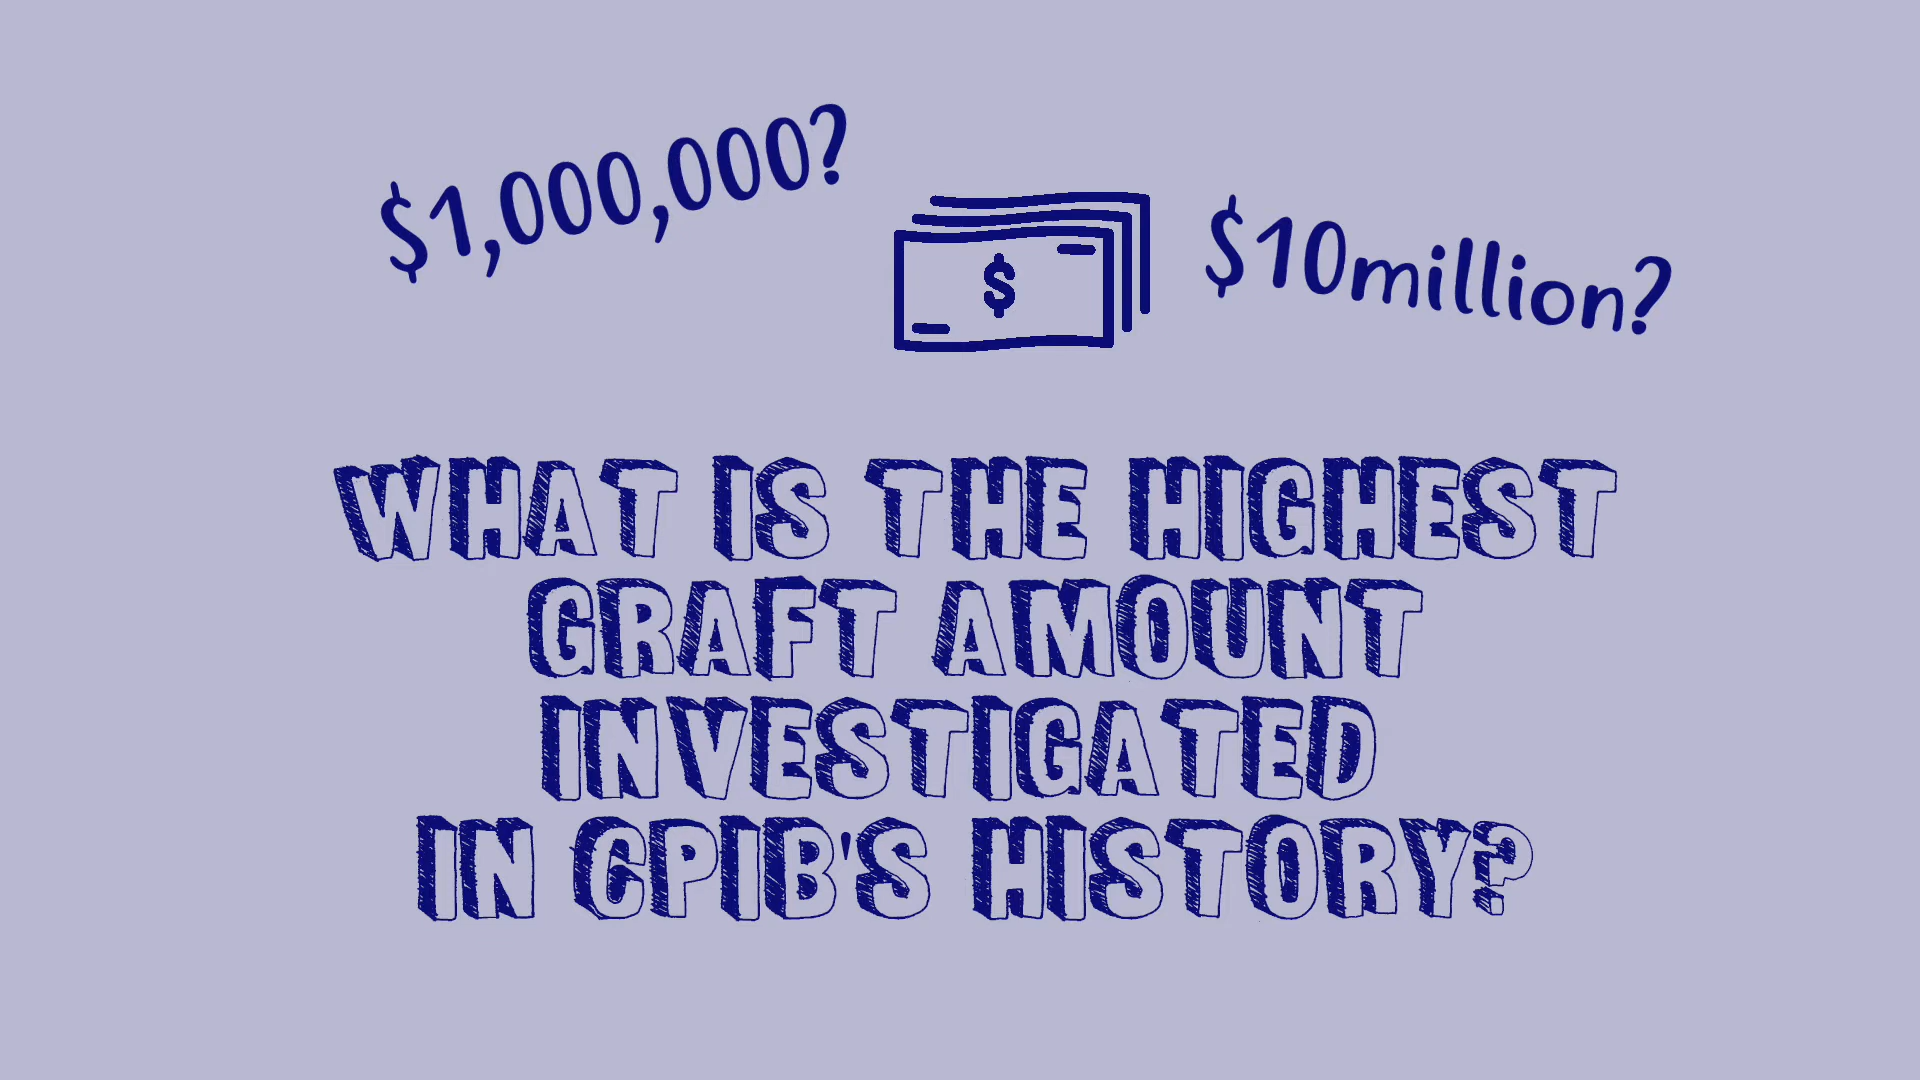 $1,000,000?
$
$10million?
WHAT IS THE HIGHEST
GRAFT AMOUNT
INVESTIGATED
IN CPIB'S HISTORY?